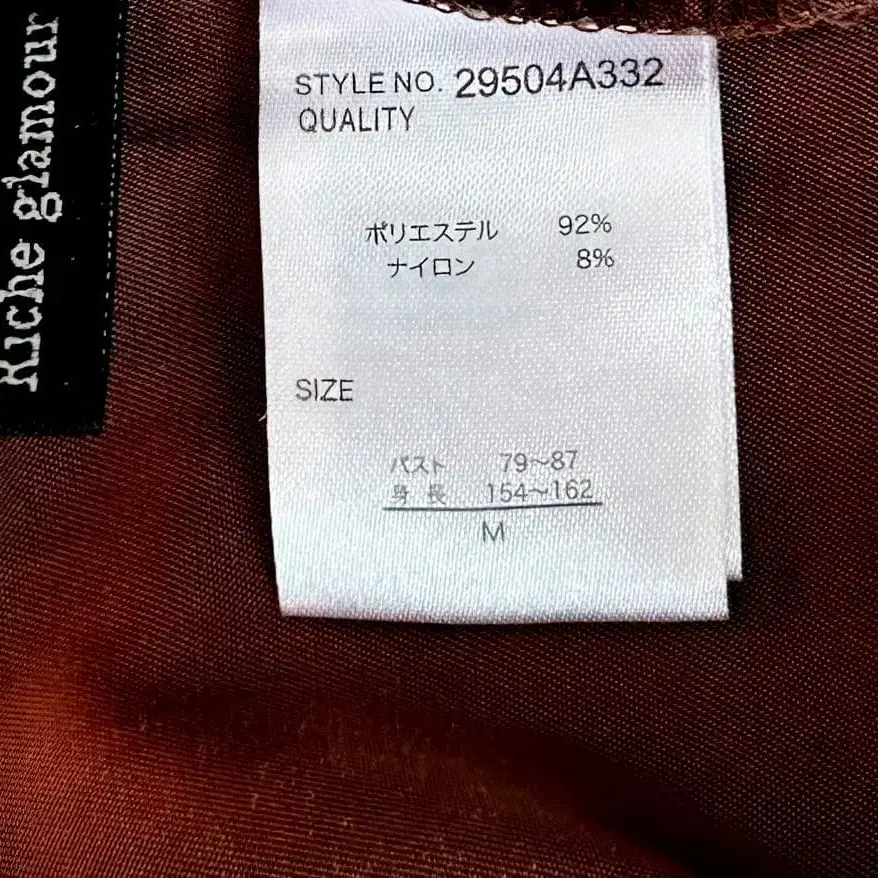 Riche glamour
STYLE NO. 29504A332
QUALITY
ポリエステル 92%
ナイロン 8%
SIZE
バスト 79~87
身長 154~162
M